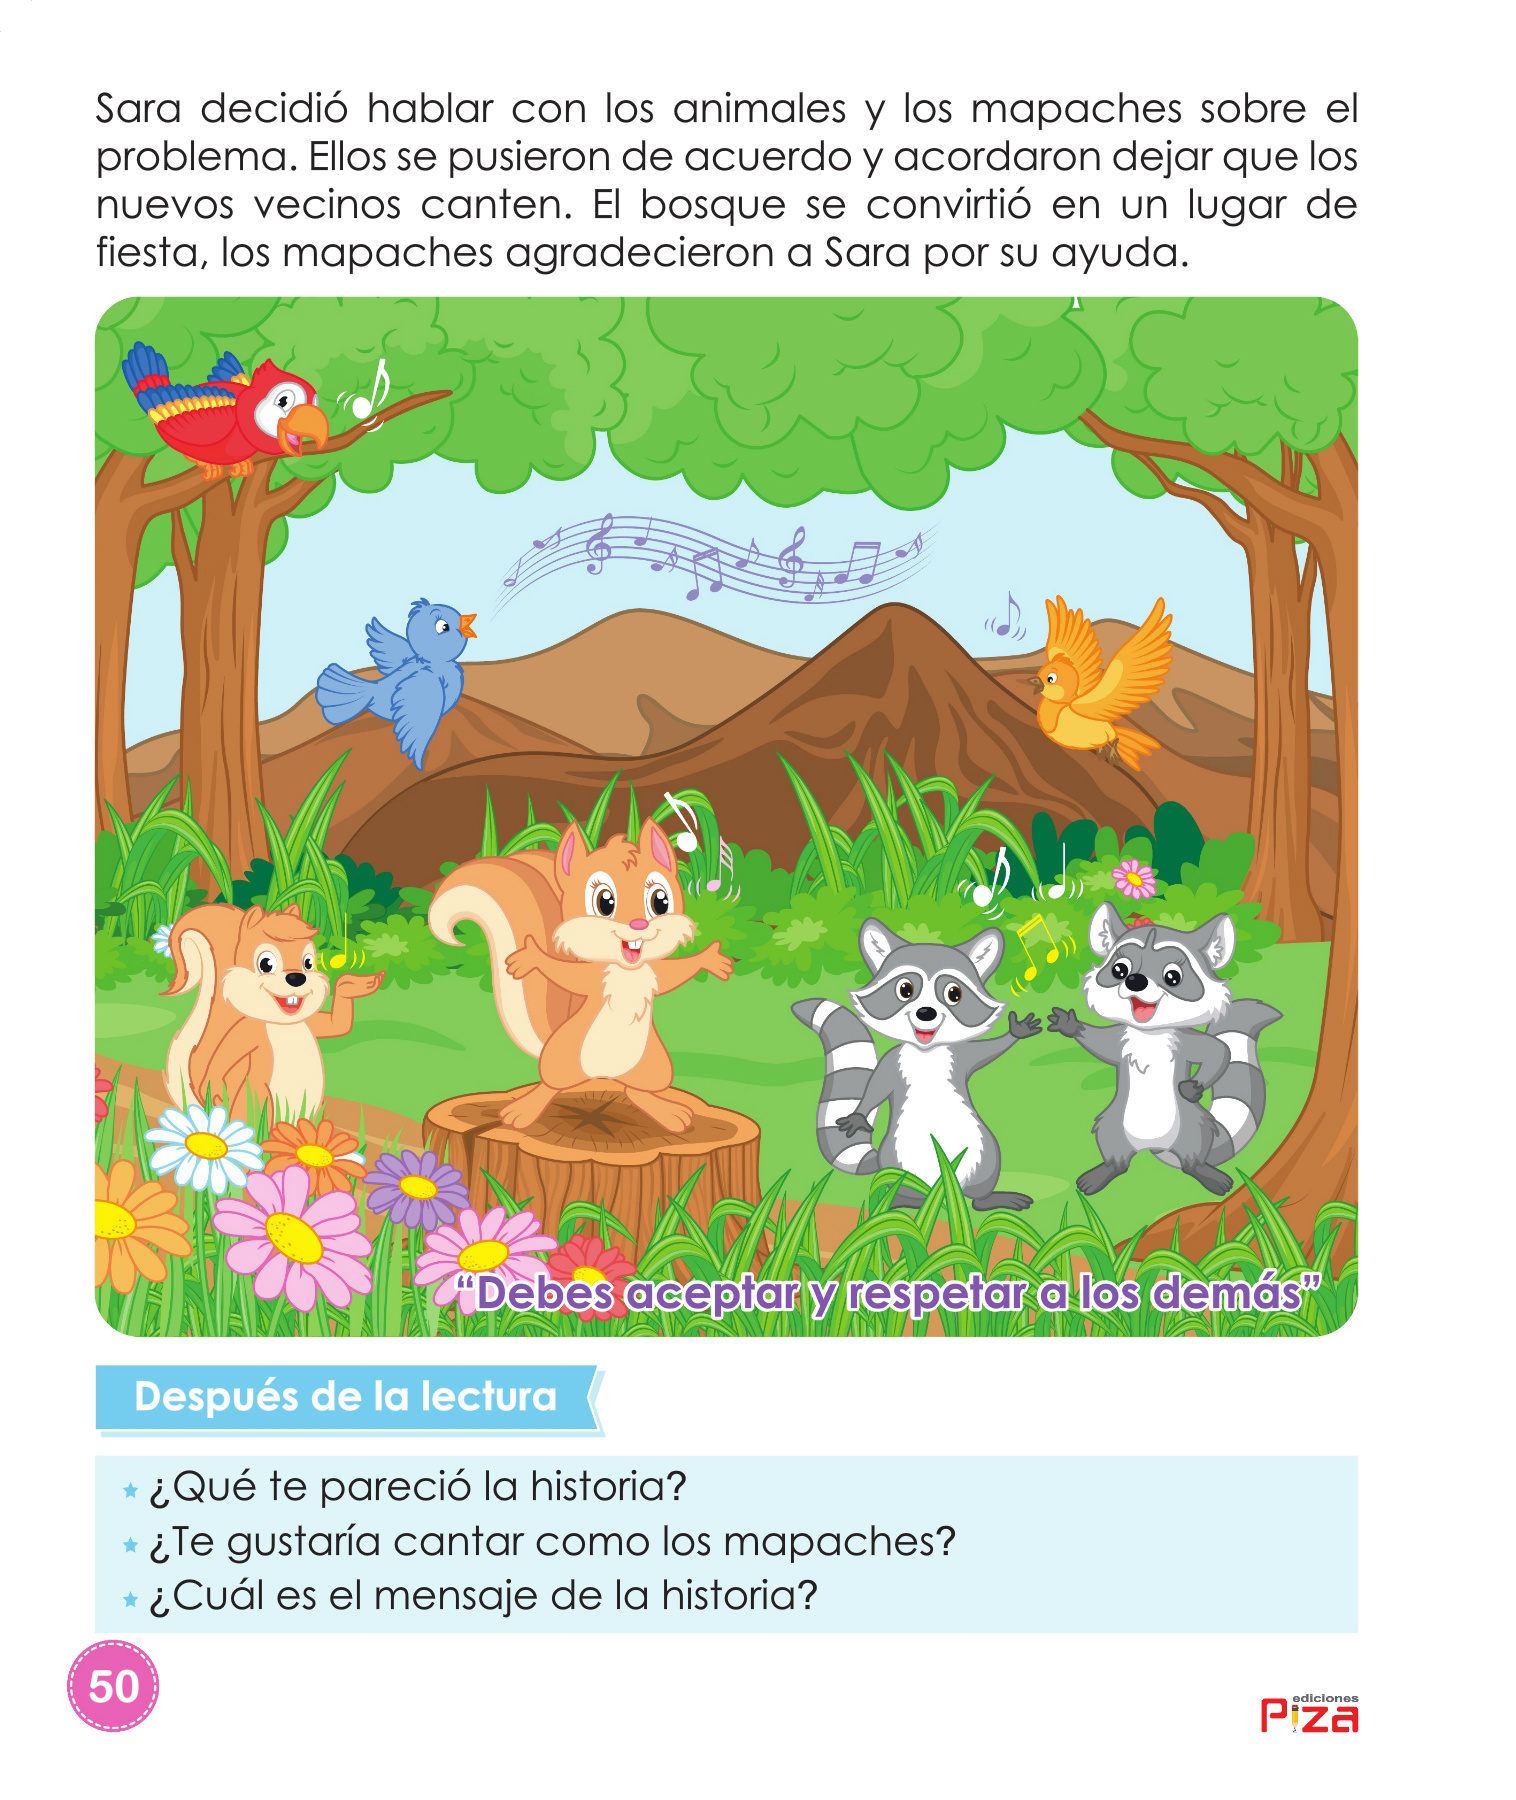 Sara decidió hablar con los animales y los mapaches sobre el
problema. Ellos se pusieron de acuerdo y acordaron dejar que los
nuevos vecinos canten. El bosque se convirtió en un lugar de
fiesta, los mapaches agradecieron a Sara por su ayuda.
“Debes aceptar y respetar a los demás”
Después de la lectura
¿Qué te pareció la historia?
¿Te gustaría cantar como los mapaches?
¿Cuál es el mensaje de la historia?
50
ediciones
Piza